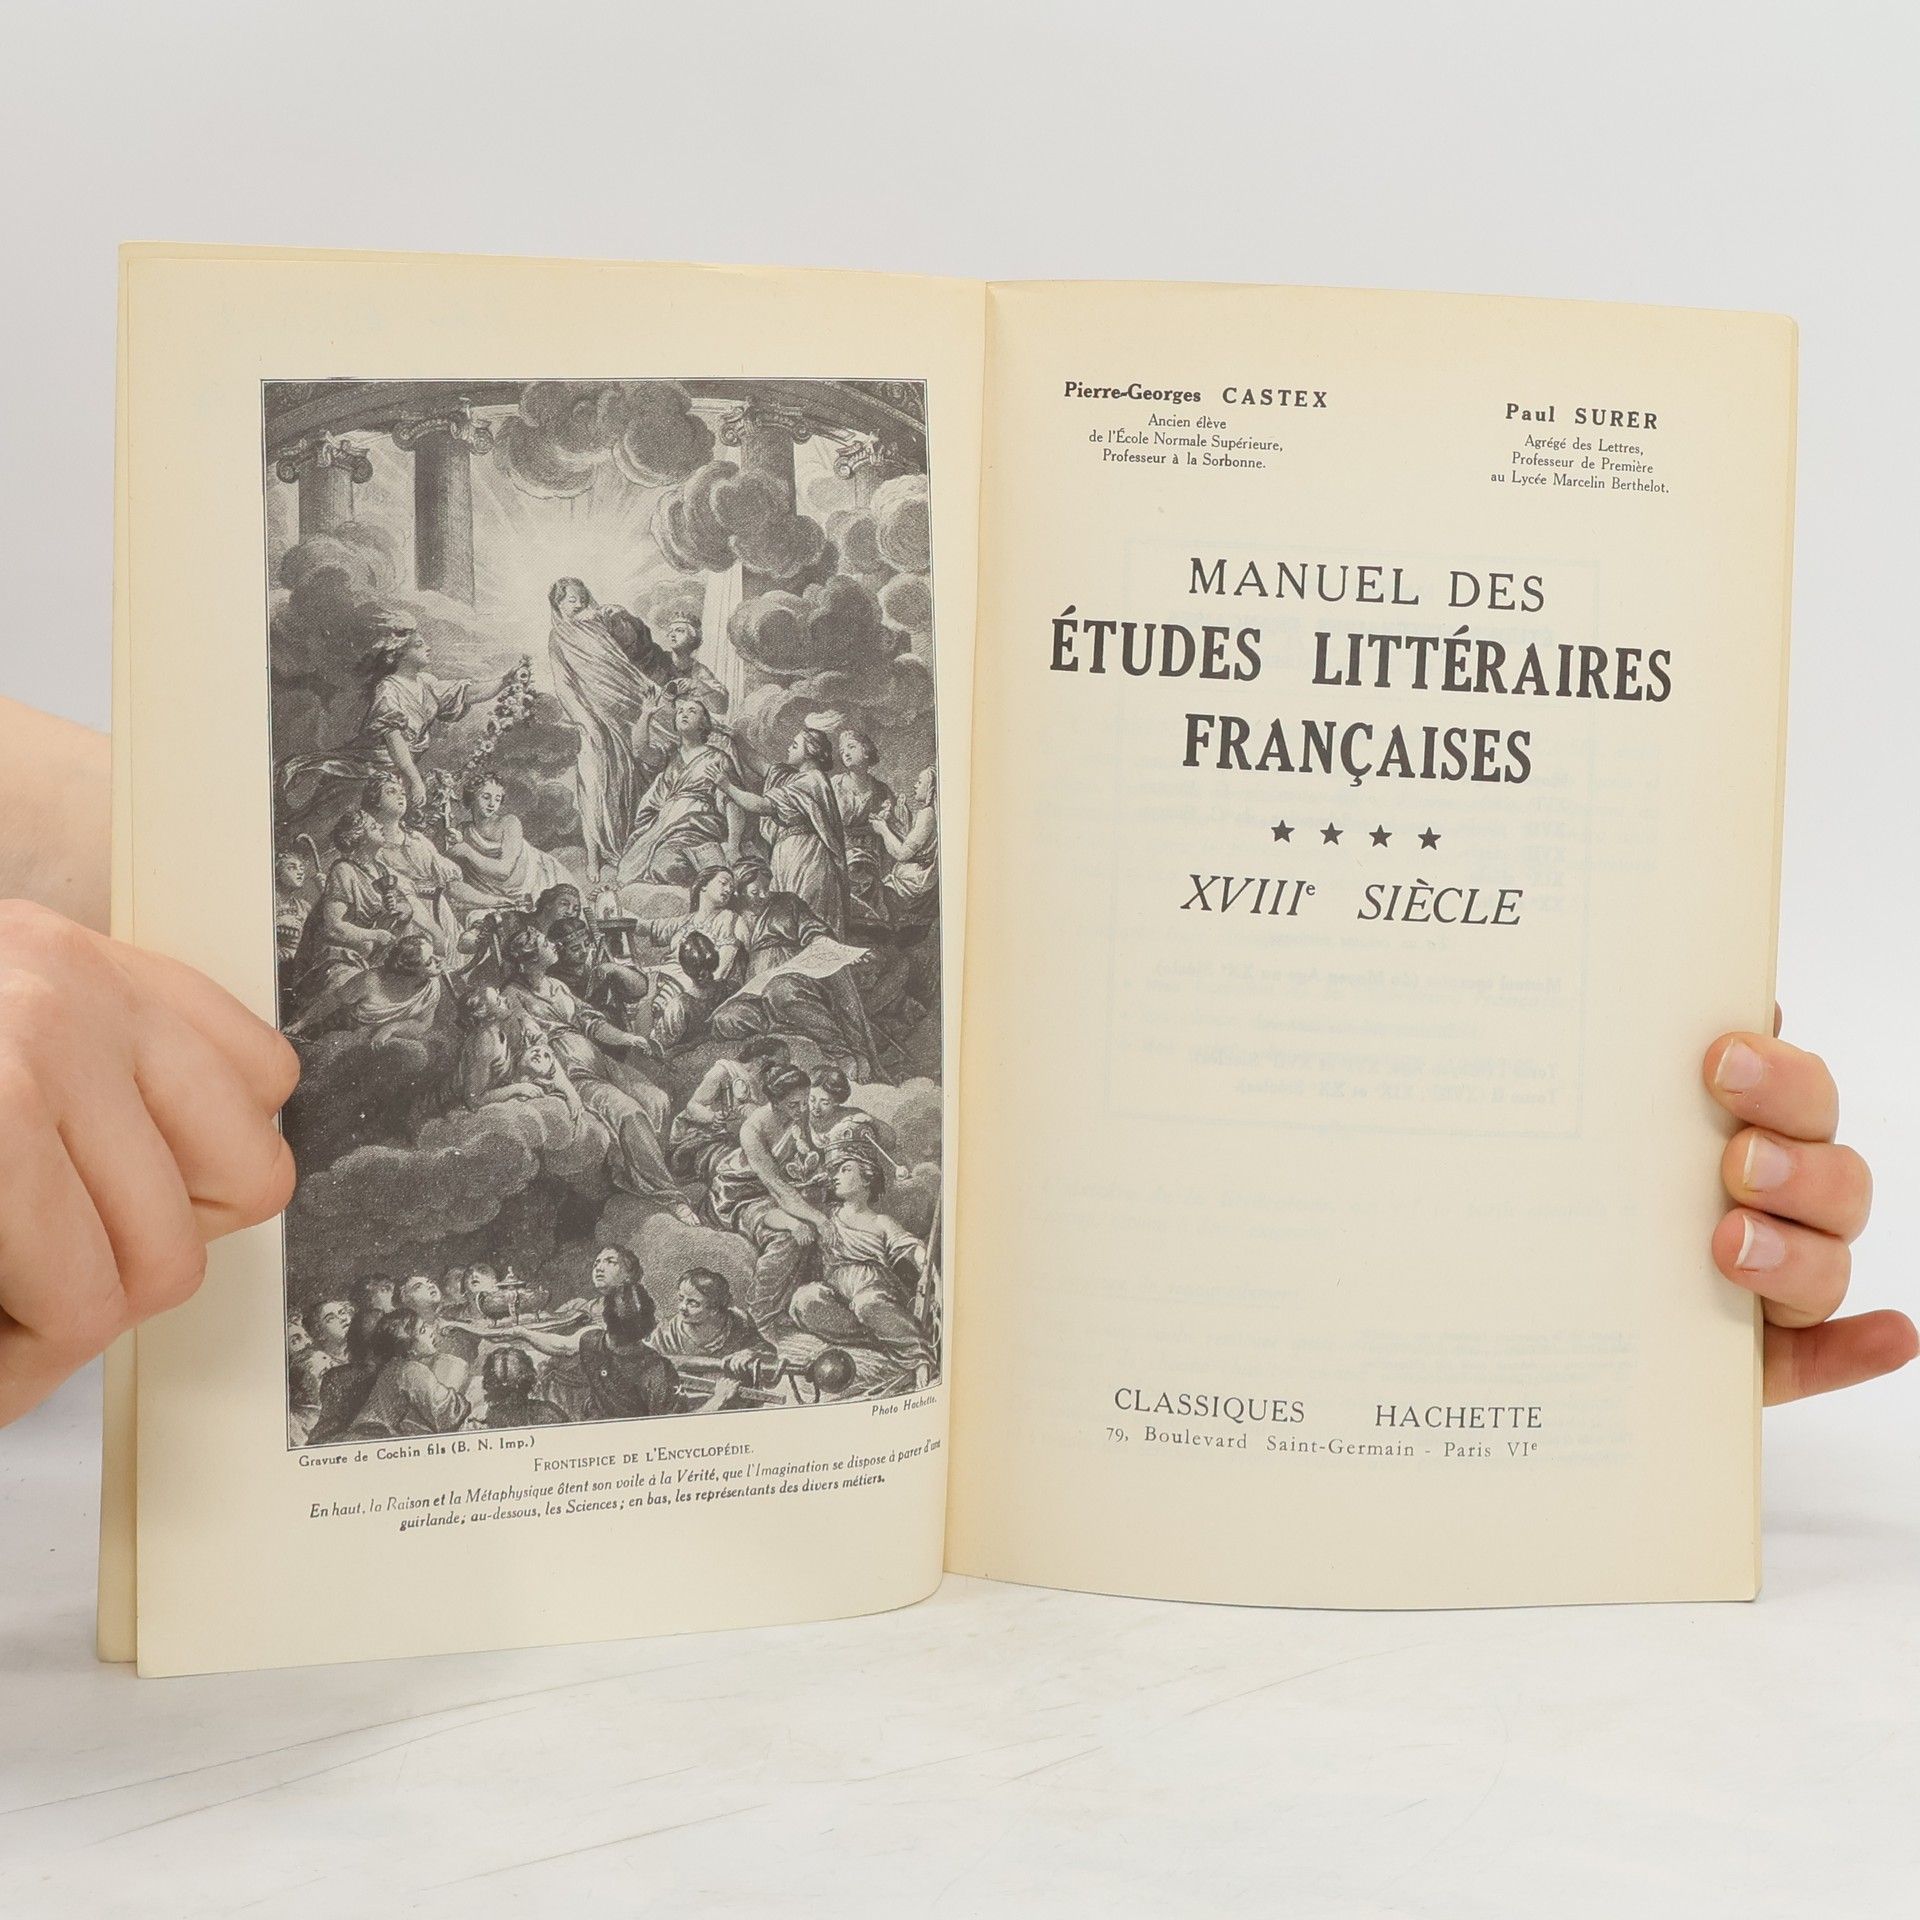 Photo Hachette.
Gravure de Cochin fils (B. N. Imp.)
FRONTISPICE DE L'ENCYCLOPÉDIE.
En haut, la Raison et la Métaphysique ôtent son voile à la Vérité, que l'Imagination se dispose à parer d'une
guirlande; au-dessous, les Sciences; en bas, les représentants des divers métiers.
Pierre-Georges CASTEX
Ancien élève
de l'École Normale Supérieure,
Professeur à la Sorbonne.
Paul SURER
Agrégé des Lettres,
Professeur de Première
au Lycée Marcelin Berthelot.
MANUEL DES
ÉTUDES LITTÉRAIRES
FRANÇAISES
★ ★ ★ ★
XVIIIe SIÈCLE
CLASSIQUES HACHETTE
79, Boulevard Saint-Germain - Paris VIe